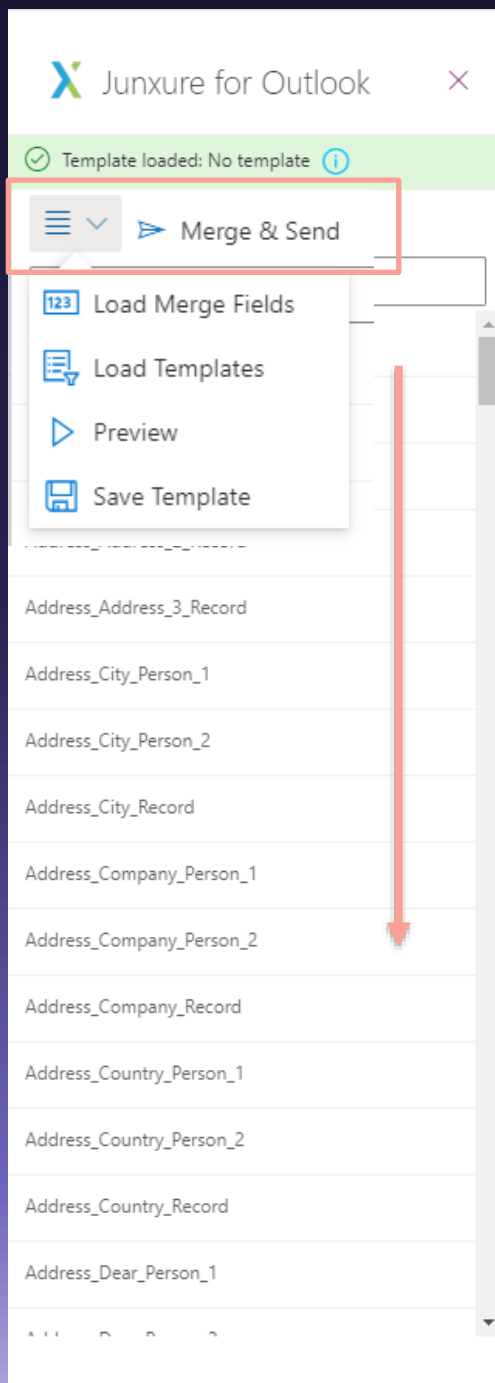 Junxure for Outlook
Template loaded: No template
Merge & Send
123 Load Merge Fields
Load Templates
Preview
Save Template
Address_Address_3_Record
Address_City_Person_1
Address_City_Person_2
Address_City_Record
Address_Company_Person_1
Address_Company_Person_2
Address_Company_Record
Address_Country_Person_1
Address_Country_Person_2
Address_Country_Record
Address_Dear_Person_1